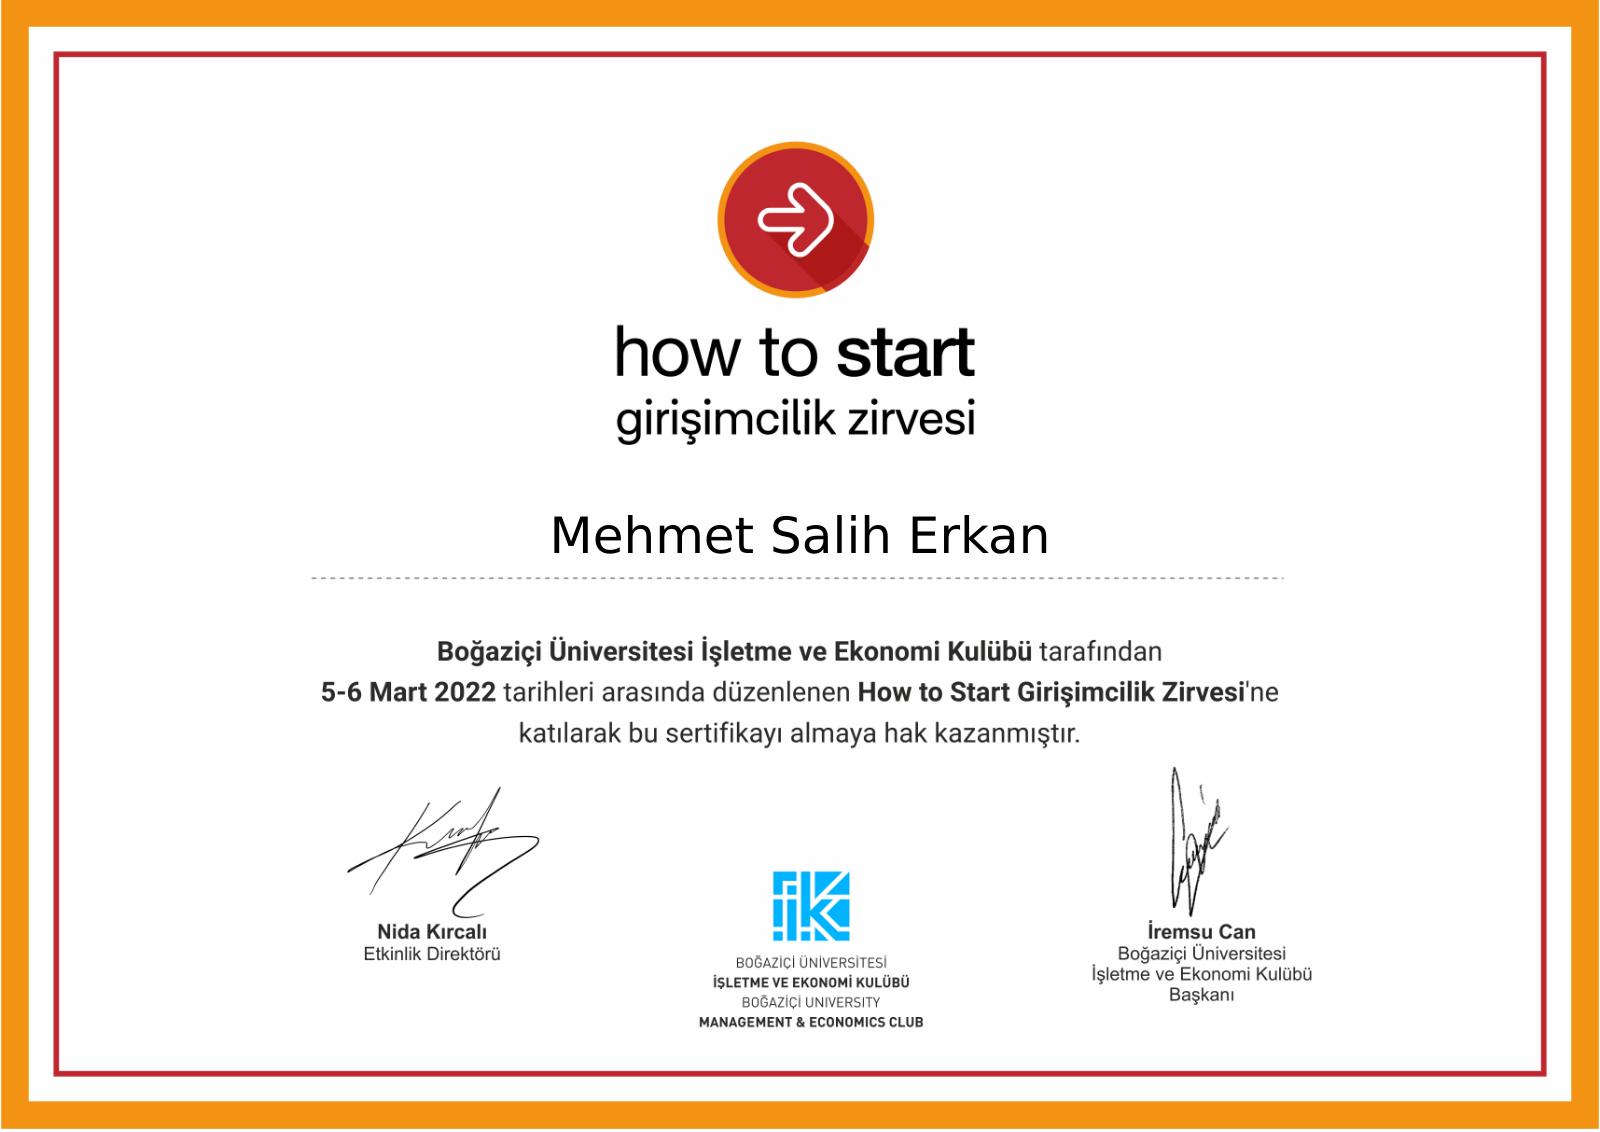 how to start
girişimcilik zirvesi
Mehmet Salih Erkan
Boğaziçi Üniversitesi İşletme ve Ekonomi Kulübü tarafından
5-6 Mart 2022 tarihleri arasında düzenlenen How to Start Girişimcilik Zirvesi'ne
katılarak bu sertifikayı almaya hak kazanmıştır.
Nida Kırcalı
Etkinlik Direktörü
BOĞAZİÇİ ÜNİVERSİTESİ
İŞLETME VE EKONOMİ KULÜBÜ
BOĞAZİÇİ UNIVERSITY
MANAGEMENT & ECONOMICS CLUB
İremsu Can
Boğaziçi Üniversitesi
İşletme ve Ekonomi Kulübü
Başkanı